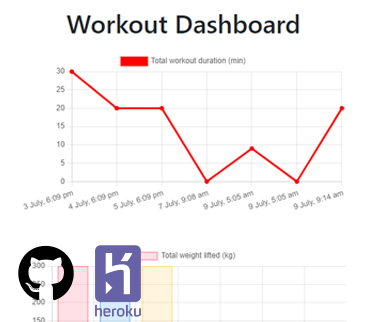 Workout Dashboard
Total workout duration (min)
30
25
20
15
10
5
0
3 July, 6:09 pm
4 July, 6:09 pm
5 July, 6:09 pm
7 July, 9:08 am
9 July, 5:05 am
9 July, 5:05 am
9 July, 9:14 am
Total weight lifted (kg)
300
250
200
150
heroku